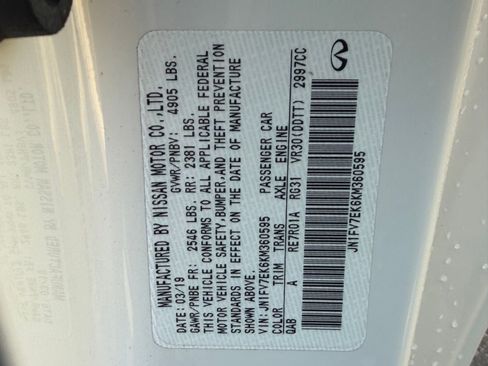 MANUFACTURED BY NISSAN MOTOR CO.,LTD.
DATE: 03/19 GVWR/PNBV: 4905 LBS.
GAWR/PNBE FR: 2546 LBS. RR: 2381 LBS.
THIS VEHICLE CONFORMS TO ALL APPLICABLE FEDERAL
MOTOR VEHICLE SAFETY,BUMPER,AND THEFT PREVENTION
STANDARDS IN EFFECT ON THE DATE OF MANUFACTURE
SHOWN ABOVE.
VIN:JN1FV7EK6KM360595 PASSENGER CAR
COLOR TRIM TRANS AXLE ENGINE
QAB A RE7R01A RG31 VR30(DDTT) 2997CC
JN1FV7EK6KM360595